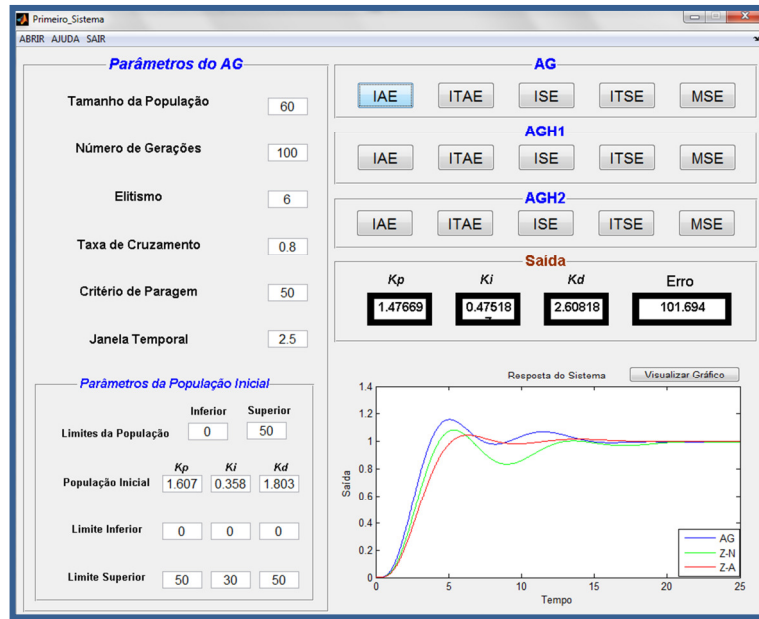 Primeiro_Sistema
ABRIR AJUDA SAIR
Parâmetros do AG
Tamanho da População 60
Número de Gerações 100
Elitismo 6
Taxa de Cruzamento 0.8
Critério de Paragem 50
Janela Temporal 2.5
Parâmetros da População Inicial
Inferior Superior
Limites da População 0 50
Kp Ki Kd
População Inicial 1.607 0.358 1.803
Limite Inferior 0 0 0
Limite Superior 50 30 50
AG
IAE ITAE ISE ITSE MSE
AGH1
IAE ITAE ISE ITSE MSE
AGH2
IAE ITAE ISE ITSE MSE
Saída
Kp Ki Kd Erro
1.47669 0.47518 2.60818 101.694
Resposta do Sistema Visualizar Gráfico
1.4
1.2
1
0.8
0.6
0.4
0.2
0
Saída
0 5 10 15 20 25
Tempo
AG
Z-N
Z-A